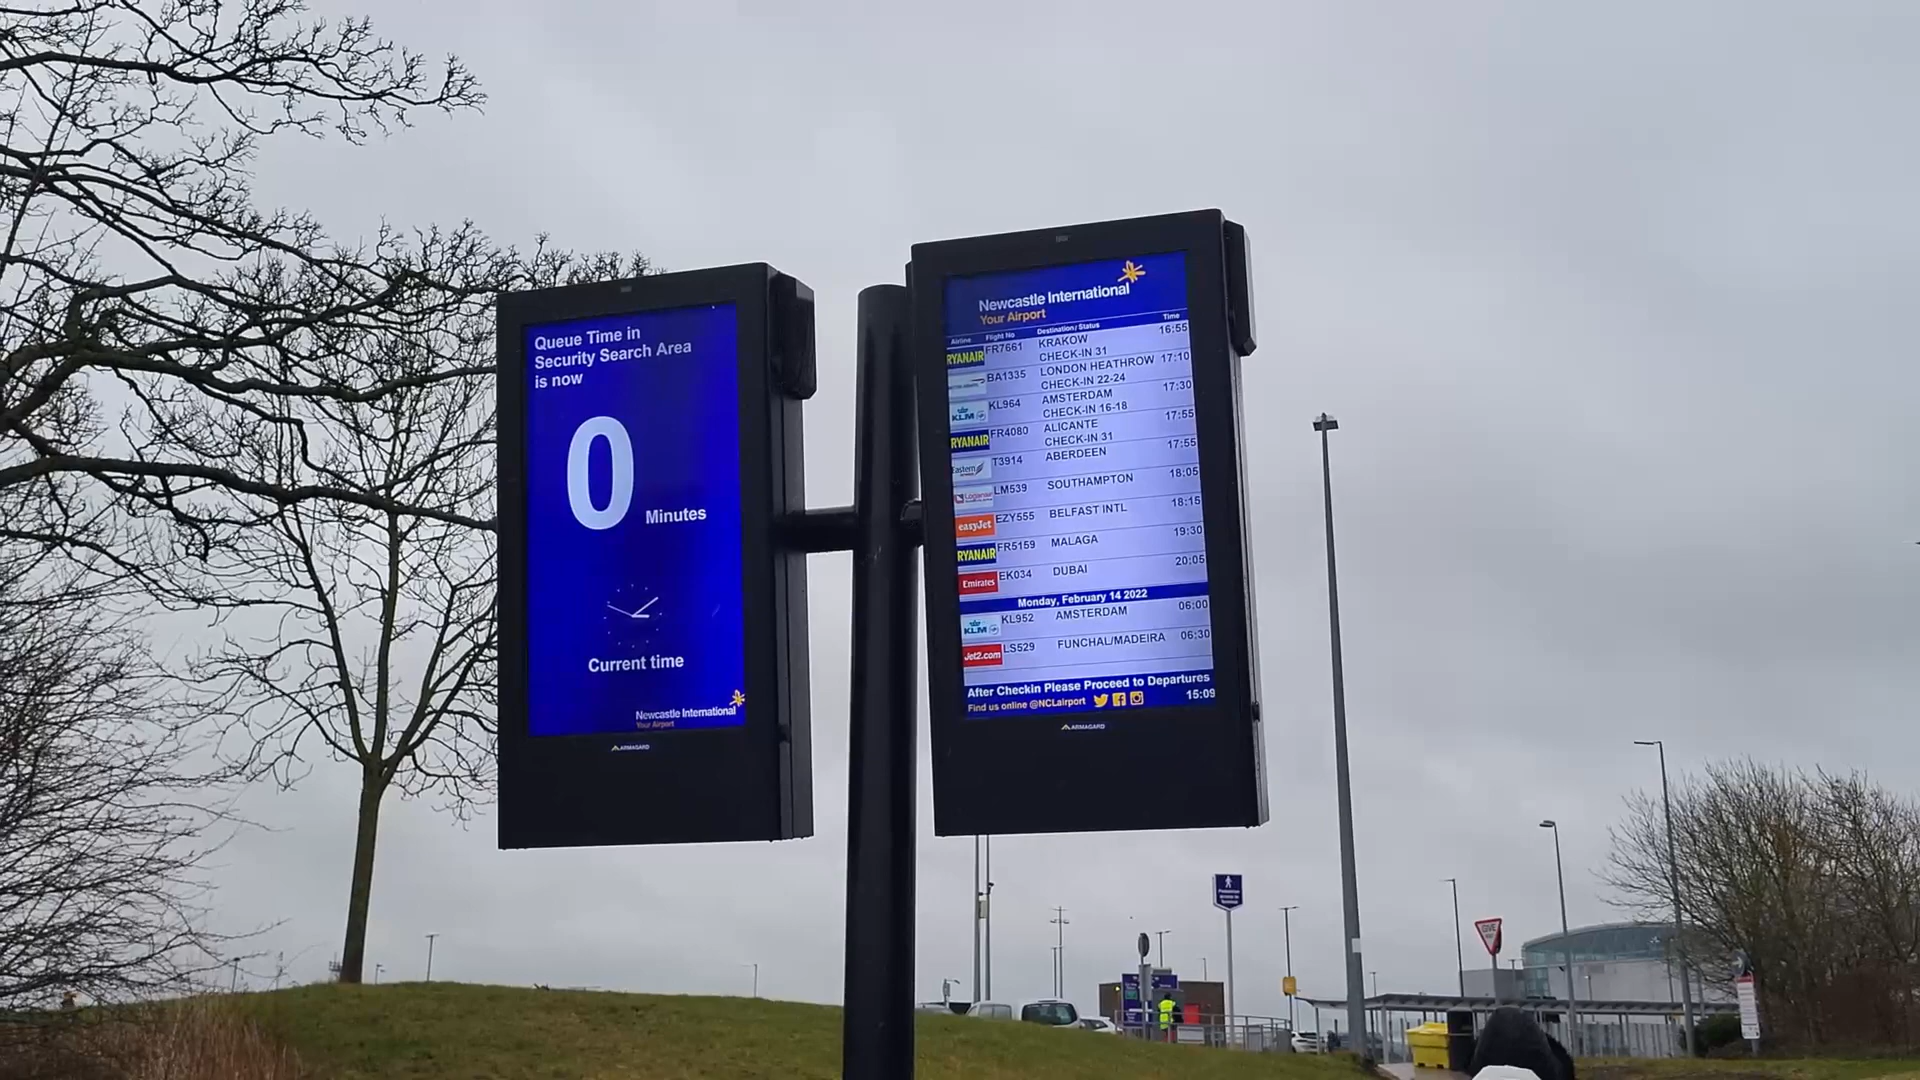 Queue Time in
Security Search Area
is now
0 Minutes
Current time
Newcastle International
Your Airport
ARMAGARD
Newcastle International
Your Airport
Airline Flight No Destination / Status Time
RYANAIR FR7661 KRAKOW 16:55
CHECK-IN 31
BA1335 LONDON HEATHROW 17:10
CHECK-IN 22-24
KLM KL964 AMSTERDAM 17:30
CHECK-IN 16-18
RYANAIR FR4080 ALICANTE 17:55
CHECK-IN 31
Eastern T3914 ABERDEEN 17:55
Loganair LM539 SOUTHAMPTON 18:05
easyJet EZY555 BELFAST INTL 18:15
RYANAIR FR5159 MALAGA 19:30
Emirates EK034 DUBAI 20:05
Monday, February 14 2022
KLM KL952 AMSTERDAM 06:00
Jet2.com LS529 FUNCHAL/MADEIRA 06:30
After Checkin Please Proceed to Departures
Find us online @NCLairport 15:09
ARMAGARD
GIVE